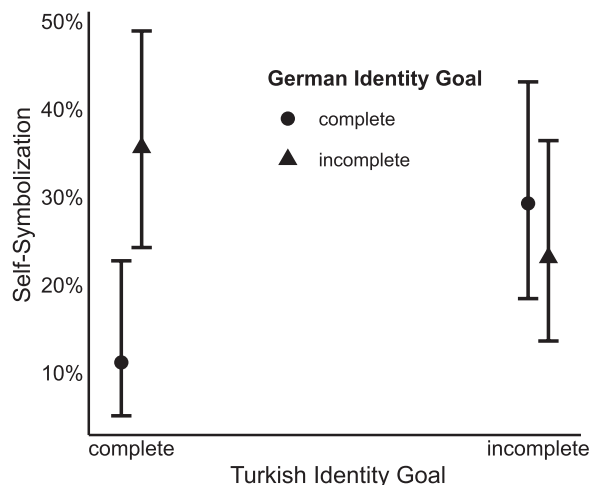 50%
40%
30%
20%
10%
Self-Symbolization
German Identity Goal
complete
incomplete
complete
incomplete
Turkish Identity Goal